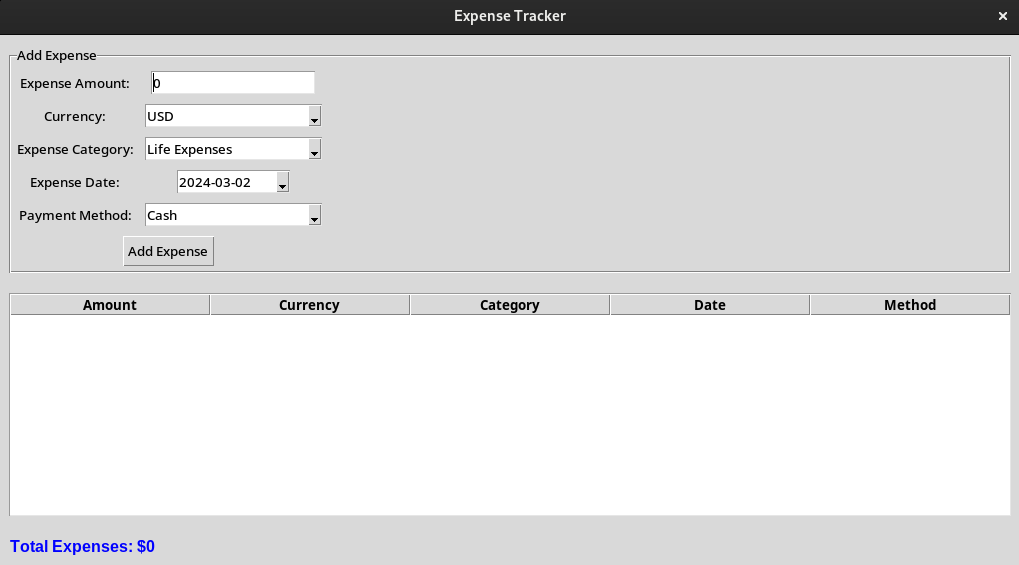 Expense Tracker ×
Add Expense
Expense Amount: 0
Currency: USD
Expense Category: Life Expenses
Expense Date: 2024-03-02
Payment Method: Cash
Add Expense
Amount Currency Category Date Method
Total Expenses: $0